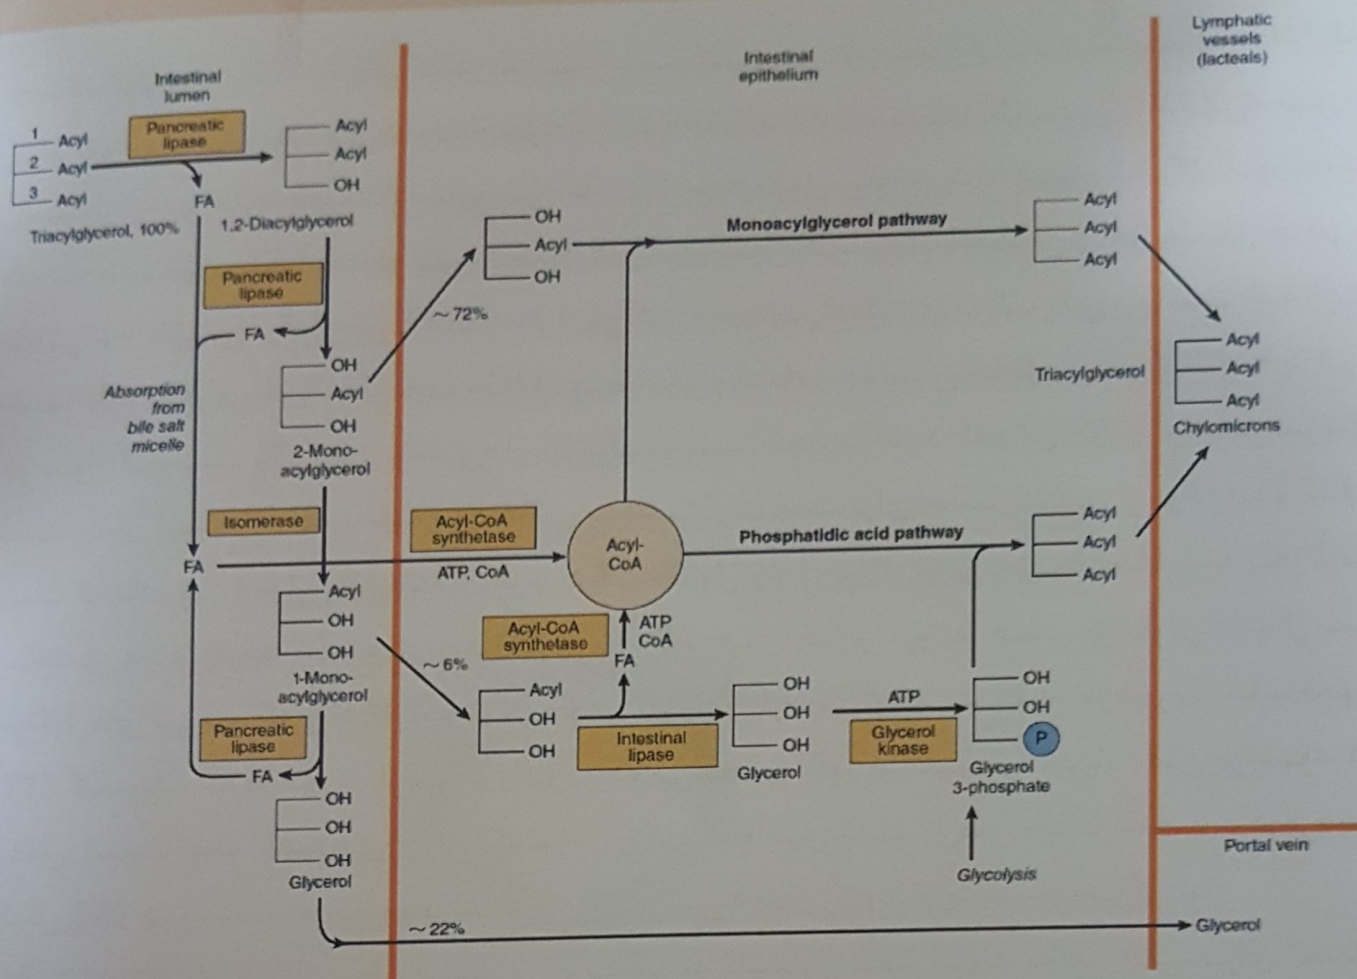 Intestinal
lumen
Intestinal
epithelium
Lymphatic
vessels
(lacteals)
1 Acyl
2 Acyl
3 Acyl
Triacylglycerol, 100%
Pancreatic
lipase
FA
Acyl
Acyl
OH
1,2-Diacylglycerol
Pancreatic
lipase
FA
Absorption
from
bile salt
micelle
OH
Acyl
OH
2-Mono-
acylglycerol
~72%
OH
Acyl
OH
Monoacylglycerol pathway
Acyl
Acyl
Acyl
Triacylglycerol
Acyl
Acyl
Acyl
Chylomicrons
Isomerase
FA
Acyl-CoA
synthetase
ATP, CoA
Acyl-
CoA
Phosphatidic acid pathway
Acyl
Acyl
Acyl
Acyl
OH
OH
1-Mono-
acylglycerol
~6%
Acyl-CoA
synthetase
ATP
CoA
FA
Acyl
OH
OH
Intestinal
lipase
OH
OH
OH
Glycerol
ATP
Glycerol
kinase
OH
OH
P
Glycerol
3-phosphate
Glycolysis
Pancreatic
lipase
FA
OH
OH
OH
Glycerol
~22%
Portal vein
Glycerol